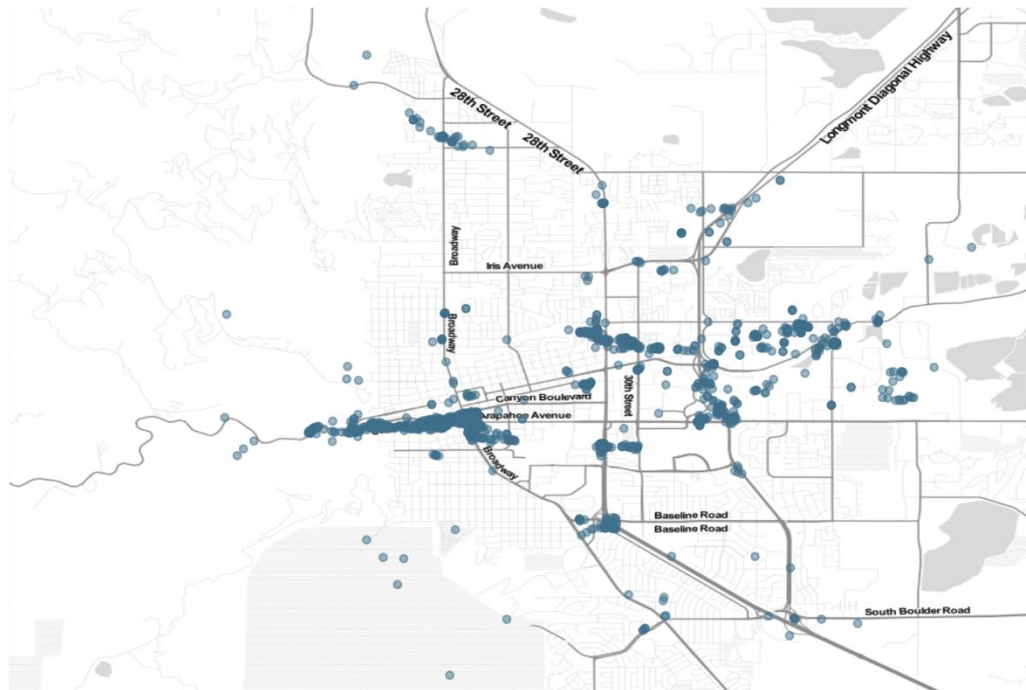 28th Street
28th Street
Longmont Diagonal Highway
Broadway
Iris Avenue
Broadway
30th Street
Canyon Boulevard
Arapahoe Avenue
Broadway
Baseline Road
Baseline Road
South Boulder Road